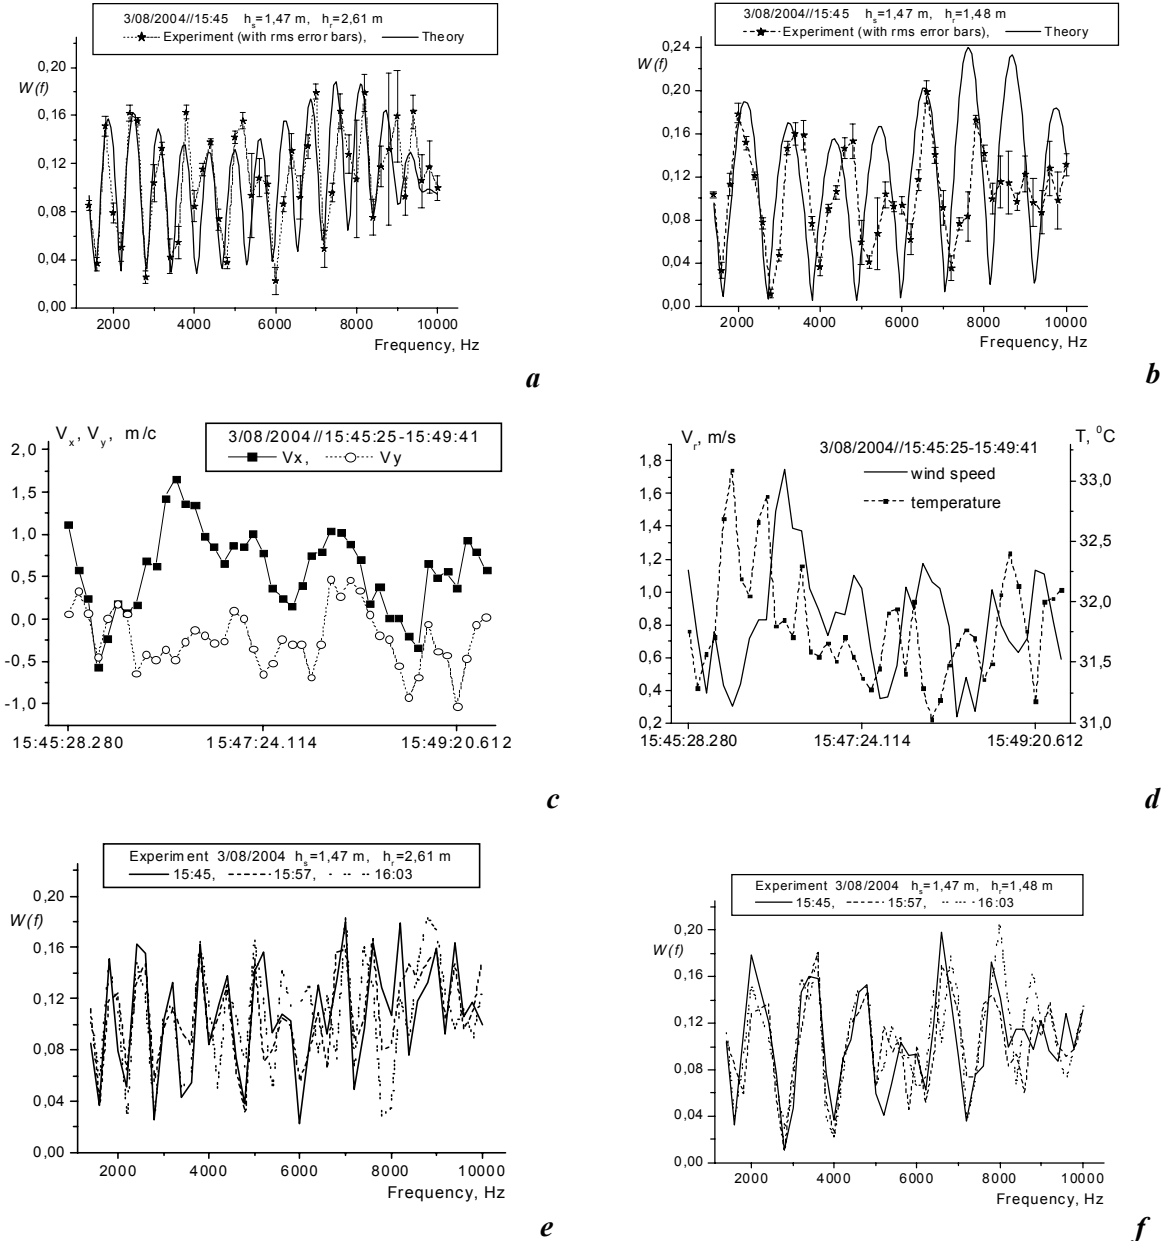 3/08/2004//15:45 hs=1,47 m, hr=2,61 m
Experiment (with rms error bars), Theory
W(f)
0,20
0,16
0,12
0,08
0,04
0,00
2000 4000 6000 8000 10000
Frequency, Hz
a
3/08/2004//15:45 hs=1,47 m, hr=1,48 m
Experiment (with rms error bars), Theory
0,24
W(f)
0,20
0,16
0,12
0,08
0,04
0,00
2000 4000 6000 8000 10000
Frequency, Hz
b
Vx, Vy, m/c
3/08/2004//15:45:25-15:49:41
Vx, Vy
2,0
1,5
1,0
0,5
0,0
-0,5
-1,0
15:45:28.280 15:47:24.114 15:49:20.612
c
Vr, m/s
T, °C
3/08/2004//15:45:25-15:49:41
wind speed
temperature
1,8
1,6
1,4
1,2
1,0
0,8
0,6
0,4
0,2
33,0
32,5
32,0
31,5
31,0
15:45:28.280 15:47:24.114 15:49:20.612
d
Experiment 3/08/2004 hs=1,47 m, hr=2,61 m
15:45, 15:57, 16:03
0,20
W(f)
0,16
0,12
0,08
0,04
0,00
2000 4000 6000 8000 10000
Frequency, Hz
e
Experiment 3/08/2004 hs=1,47 m, hr=1,48 m
15:45, 15:57, 16:03
0,20
W(f)
0,16
0,12
0,08
0,04
0,00
2000 4000 6000 8000 10000
Frequency, Hz
f